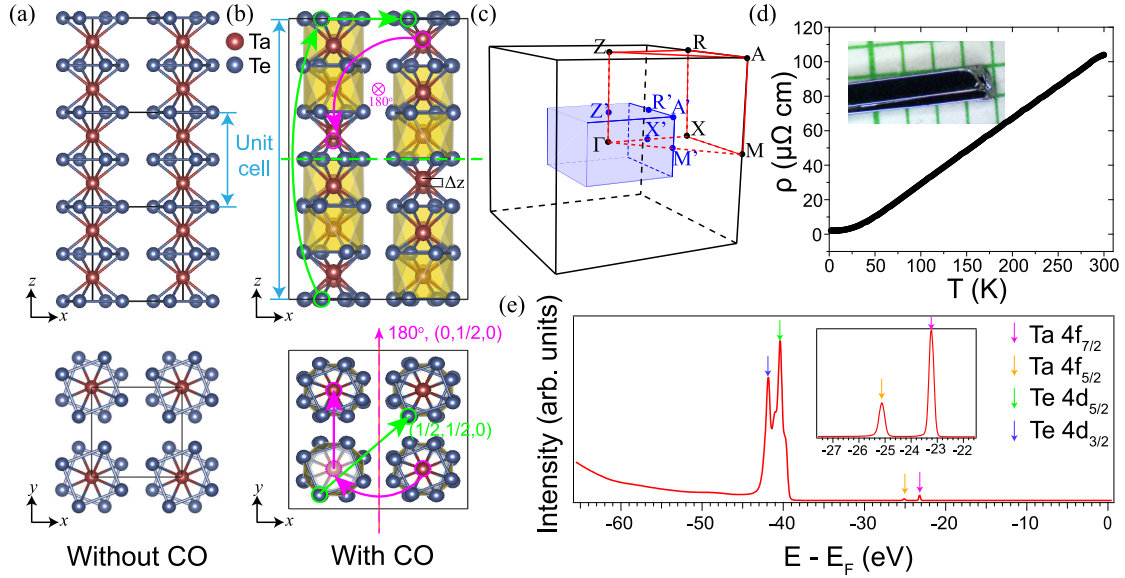 (a)
Ta
Te
Unit
cell
z
x
y
x
Without CO
(b)
⊗
180°
Δz
z
x
180°, (0,1/2,0)
(1/2,1/2,0)
y
x
With CO
(c)
Z
R
A
Z'
R'
A'
Γ
X'
X
M'
M
(d)
ρ (μΩ cm)
120
100
80
60
40
20
0
0 50 100 150 200 250 300
T (K)
(e)
Intensity (arb. units)
-27 -26 -25 -24 -23 -22
Ta 4f7/2
Ta 4f5/2
Te 4d5/2
Te 4d3/2
-60 -50 -40 -30 -20 -10 0
E - EF (eV)